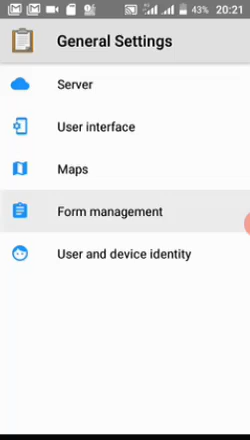 43% 20:21
General Settings
Server
User interface
Maps
Form management
User and device identity